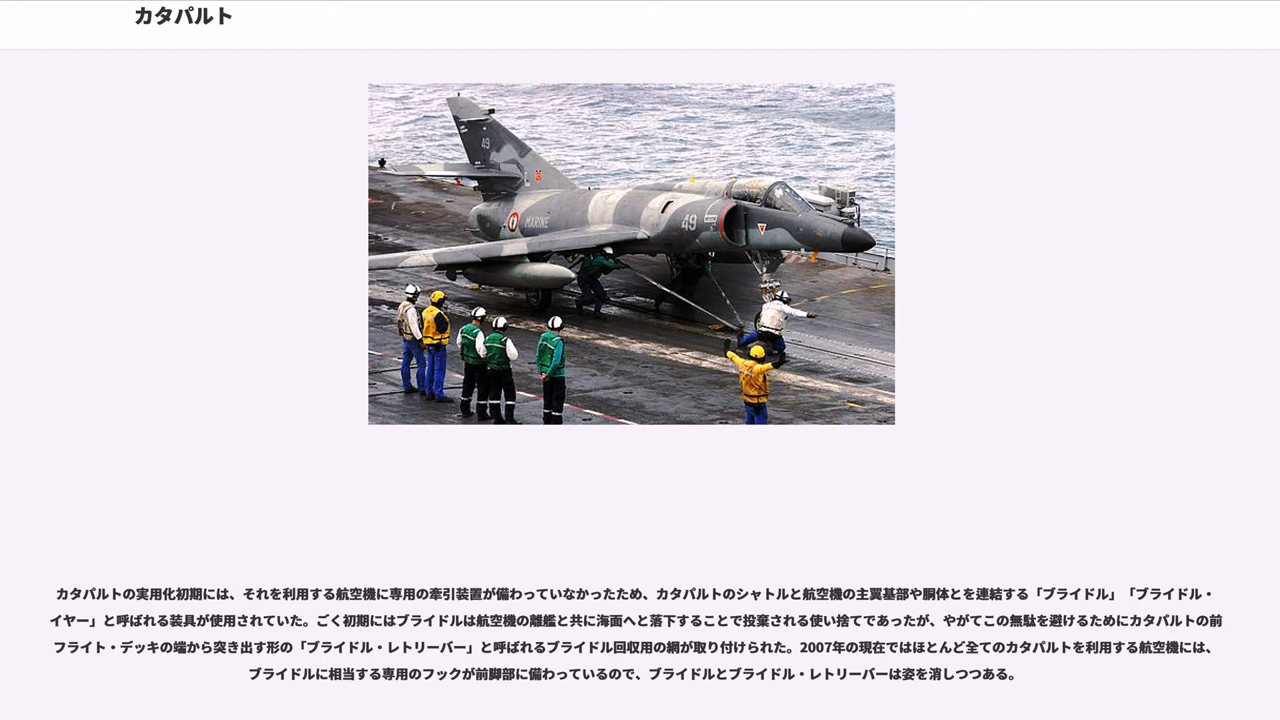 カタパルト
49
MARINE
49
カタパルトの実用化初期には、それを利用する航空機に専用の牽引装置が備わっていなかったため、カタパルトのシャトルと航空機の主翼基部や胴体とを連結する「ブライドル」「ブライドル・
イヤー」と呼ばれる装具が使用されていた。ごく初期にはブライドルは航空機の離艦と共に海面へと落下することで投棄される使い捨てであったが、やがてこの無駄を避けるためにカタパルトの前
フライト・デッキの端から突き出す形の「ブライドル・レトリーバー」と呼ばれるブライドル回収用の網が取り付けられた。2007年の現在ではほとんど全てのカタパルトを利用する航空機には、
ブライドルに相当する専用のフックが前脚部に備わっているので、ブライドルとブライドル・レトリーバーは姿を消しつつある。